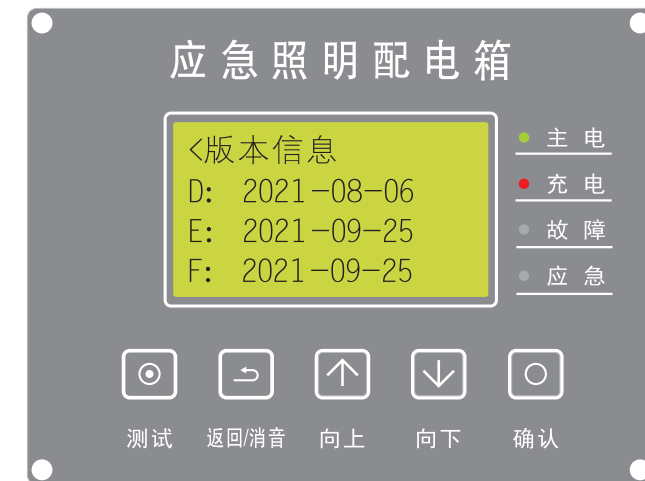 应急照明配电箱
<版本信息
D: 2021-08-06
E: 2021-09-25
F: 2021-09-25
主电
充电
故障
应急
测试 返回/消音 向上 向下 确认